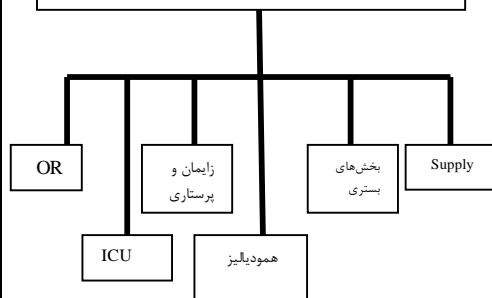 OR
زایمان و
پرستاری
بخش‌های
بستری
Supply
ICU
همودیالیز